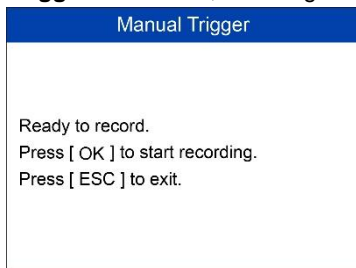 Manual Trigger
Ready to record.
Press [ OK ] to start recording.
Press [ ESC ] to exit.